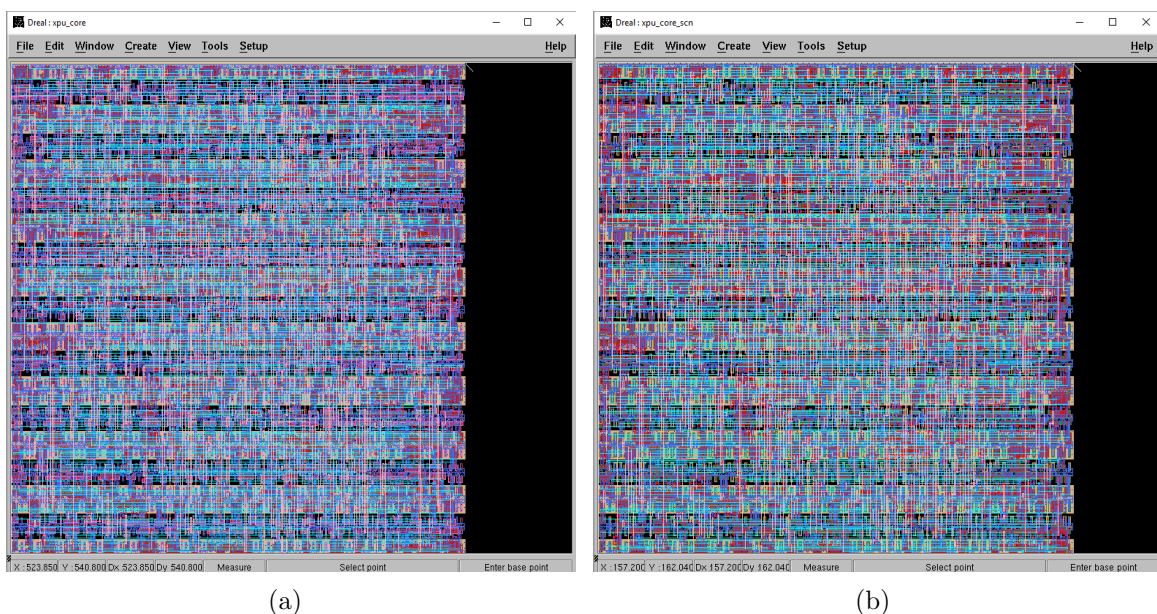 Dreal : xpu_core
File Edit Window Create View Tools Setup Help
X :523.850 Y :540.800 Dx :523.850 Dy :540.800 Measure Select point Enter base point
(a)
Dreal : xpu_core_scn
File Edit Window Create View Tools Setup Help
X :157.200 Y :162.040 Dx :157.200 Dy :162.040 Measure Select point Enter base point
(b)